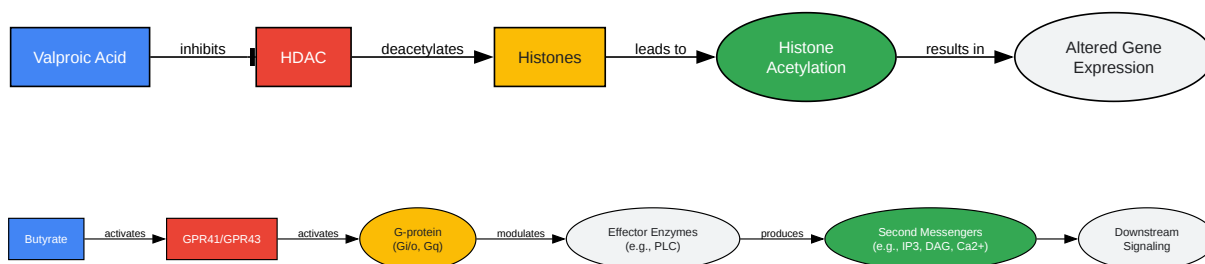 Valproic Acid
inhibits
HDAC
deacetylates
Histones
leads to
Histone
Acetylation
results in
Altered Gene
Expression
Butyrate
activates
GPR41/GPR43
activates
G-protein
(Gi/o, Gq)
modulates
Effector Enzymes
(e.g., PLC)
produces
Second Messengers
(e.g., IP3, DAG, Ca2+)
Downstream
Signaling